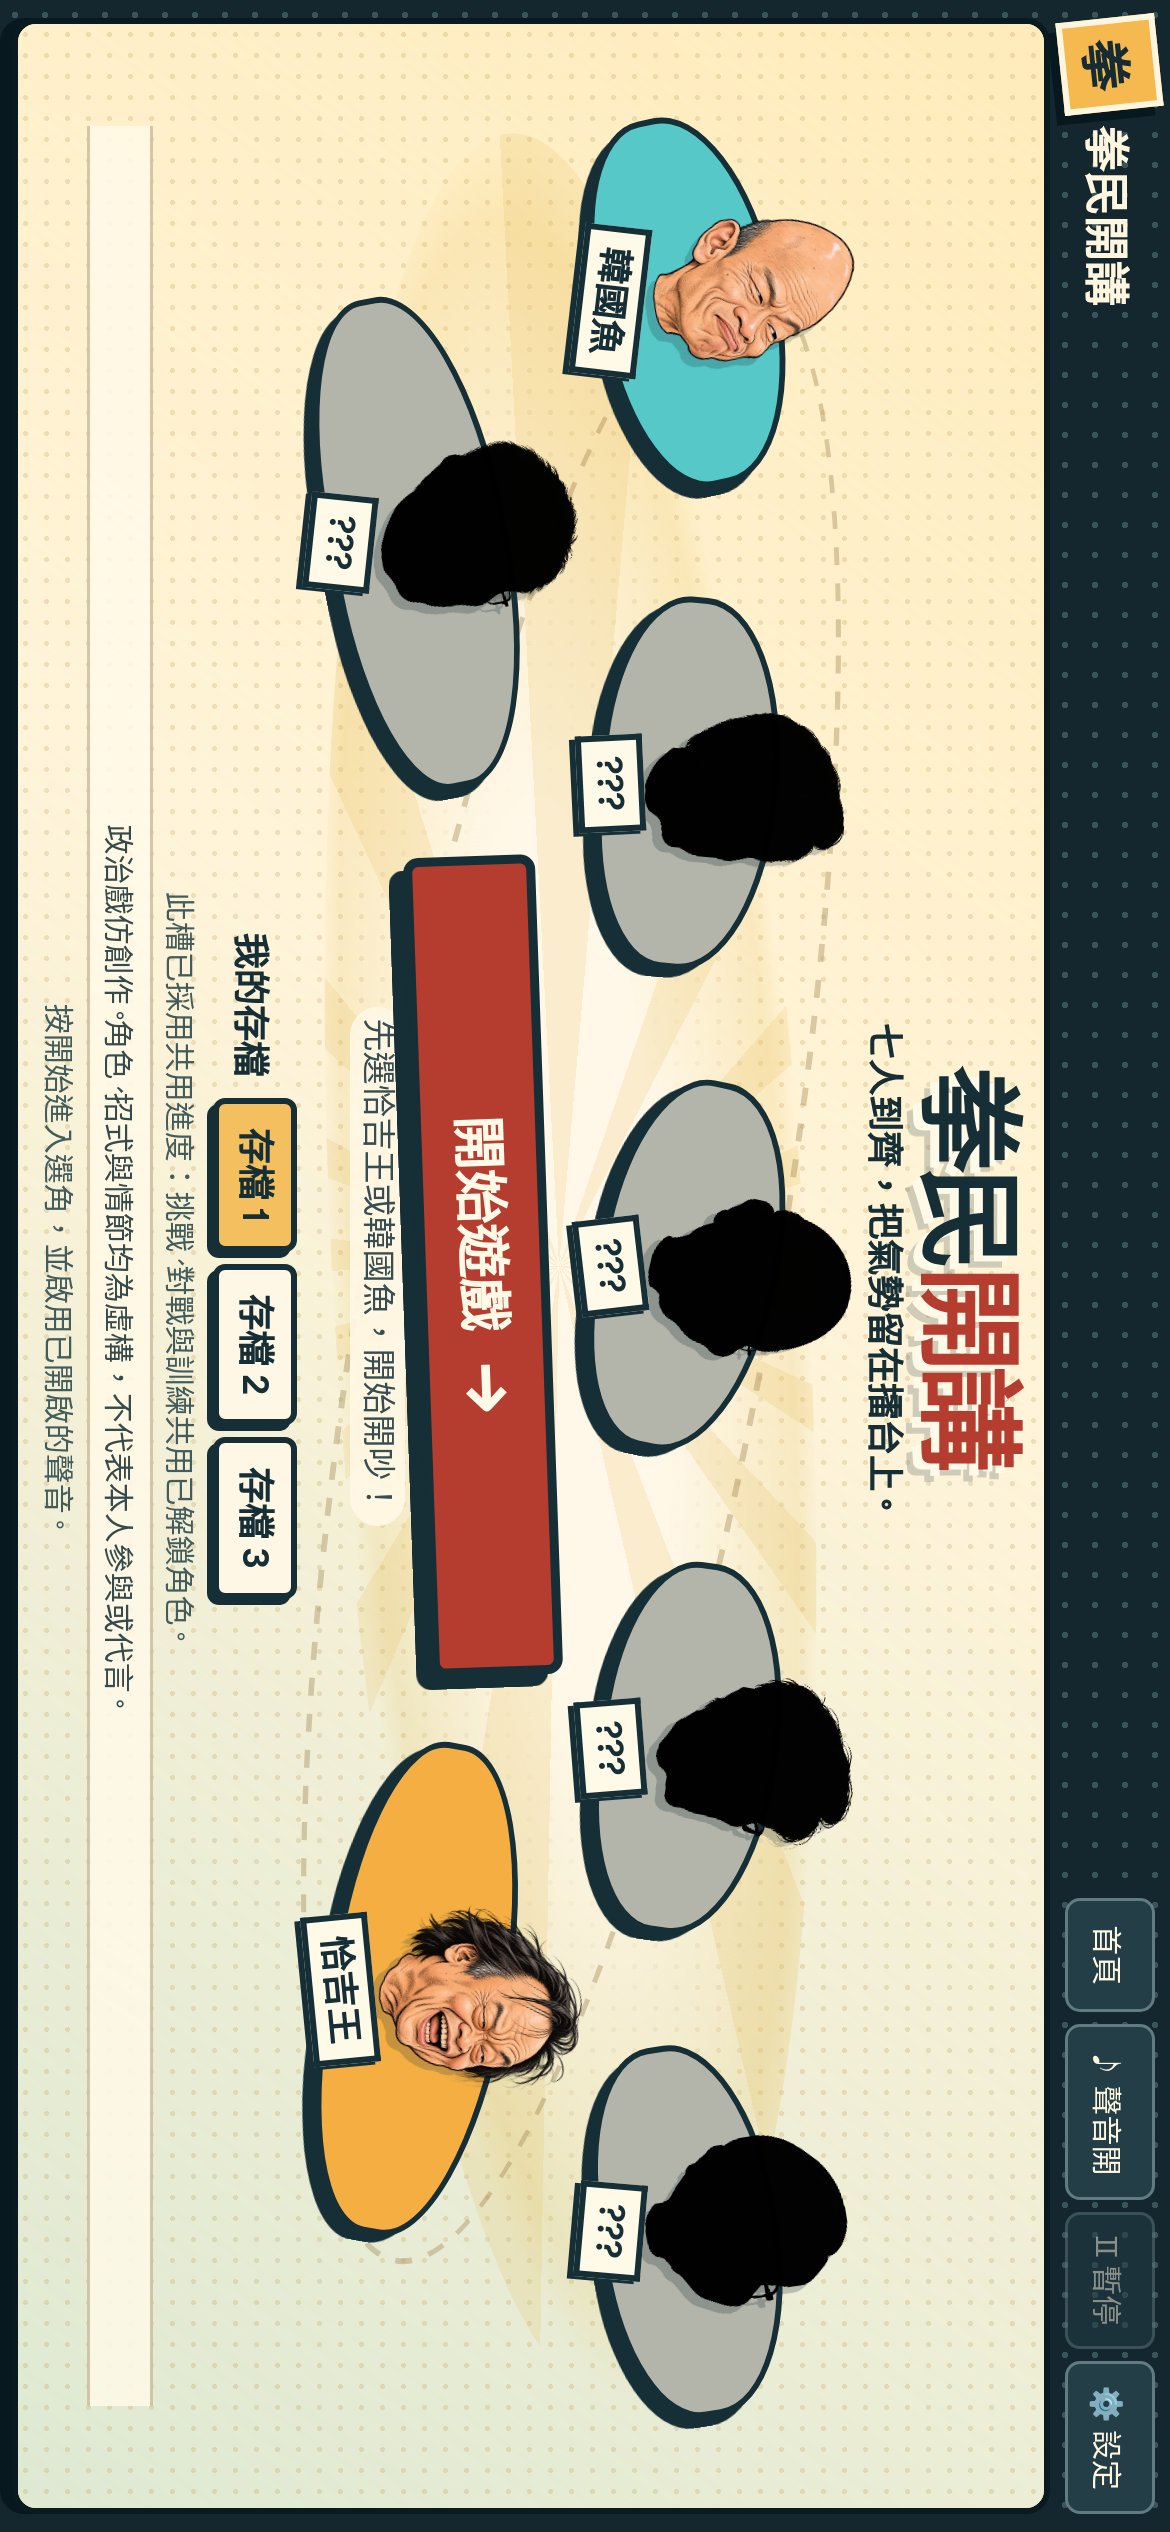 拳
拳民開講
首頁
♪ 聲音開
II 暫停
設定
拳民開講
七人到齊，把氣勢留在擂台上。
韓國魚
???
???
???
???
???
恰吉王
開始遊戲 →
先選恰吉王或韓國魚，開始開吵！
我的存檔
存檔 1
存檔 2
存檔 3
此槽已採用共用進度：挑戰、對戰與訓練共用已解鎖角色。
政治戲仿創作。角色、招式與情節均為虛構，不代表本人參與或代言。
按開始進入選角，並啟用已開啟的聲音。